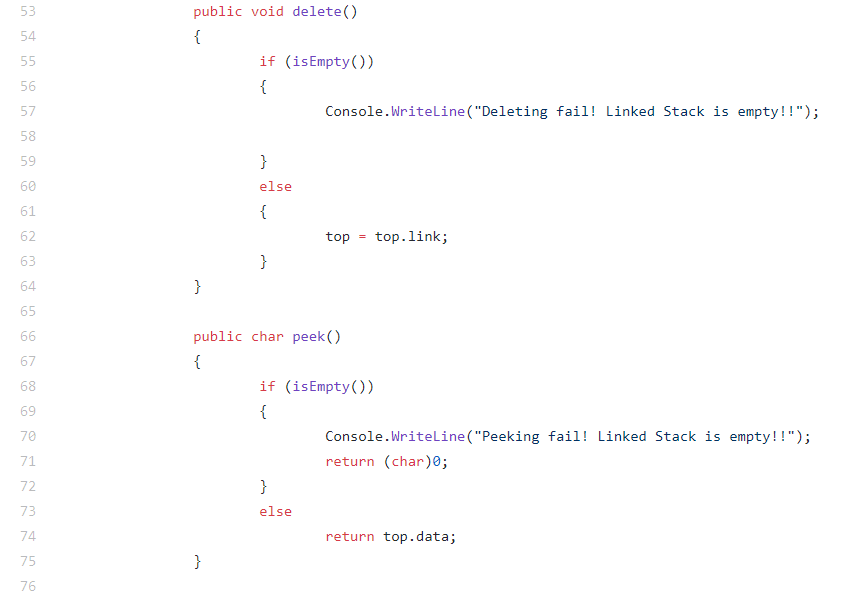 53 public void delete()
54 {
55 if (isEmpty())
56 {
57 Console.WriteLine("Deleting fail! Linked Stack is empty!!");
58
59 }
60 else
61 {
62 top = top.link;
63 }
64 }
65
66 public char peek()
67 {
68 if (isEmpty())
69 {
70 Console.WriteLine("Peeking fail! Linked Stack is empty!!");
71 return (char)0;
72 }
73 else
74 return top.data;
75 }
76